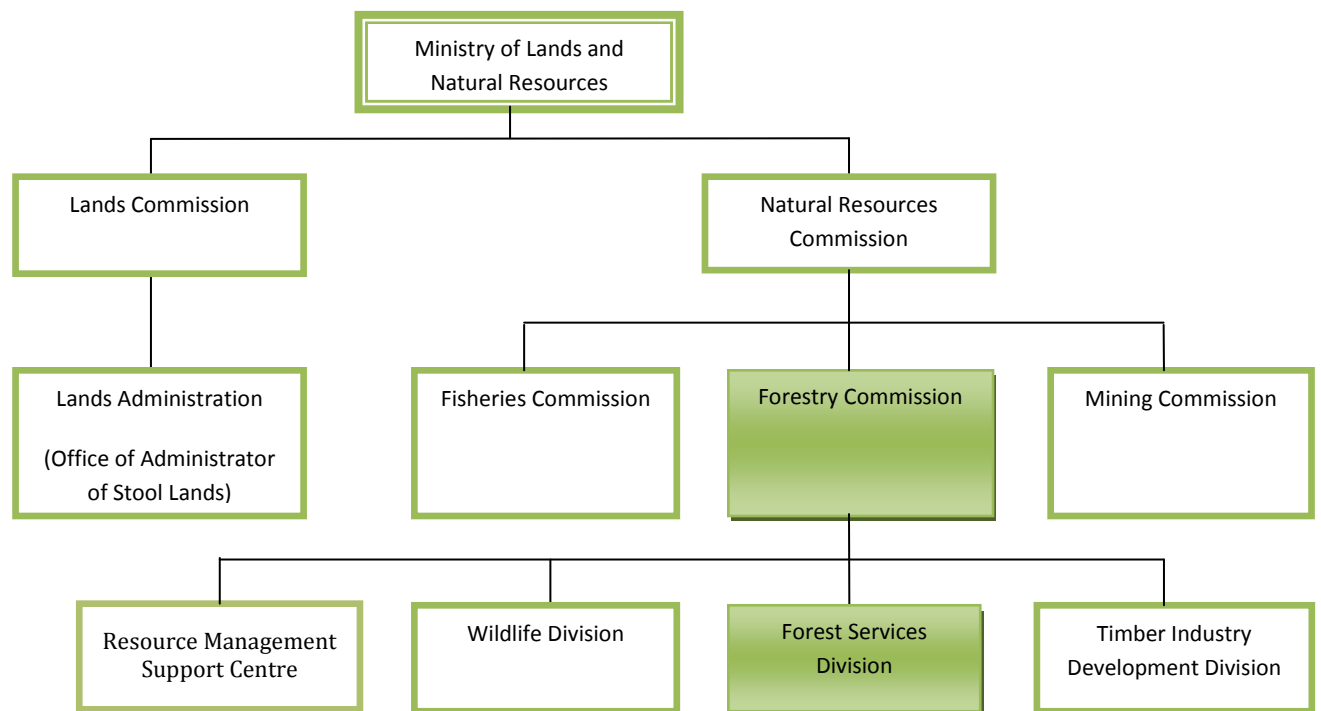 Ministry of Lands and
Natural Resources
Lands Commission
Natural Resources
Commission
Lands Administration
(Office of Administrator
of Stool Lands)
Fisheries Commission
Forestry Commission
Mining Commission
Resource Management
Support Centre
Wildlife Division
Forest Services
Division
Timber Industry
Development Division